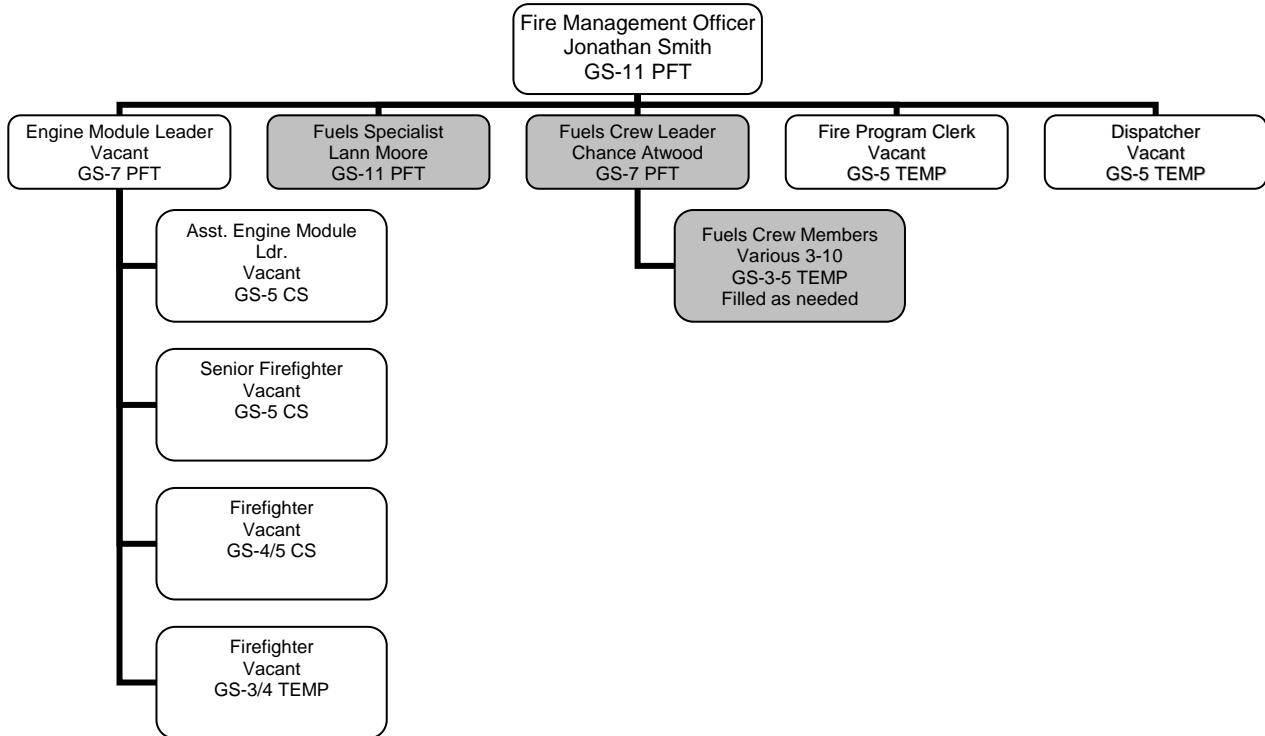 Fire Management Officer
Jonathan Smith
GS-11 PFT
Engine Module Leader
Vacant
GS-7 PFT
Fuels Specialist
Lann Moore
GS-11 PFT
Fuels Crew Leader
Chance Atwood
GS-7 PFT
Fire Program Clerk
Vacant
GS-5 TEMP
Dispatcher
Vacant
GS-5 TEMP
Asst. Engine Module
Ldr.
Vacant
GS-5 CS
Fuels Crew Members
Various 3-10
GS-3-5 TEMP
Filled as needed
Senior Firefighter
Vacant
GS-5 CS
Firefighter
Vacant
GS-4/5 CS
Firefighter
Vacant
GS-3/4 TEMP